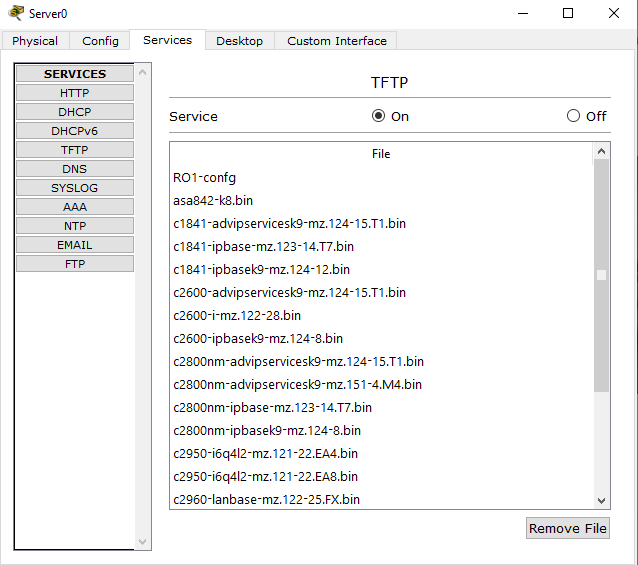 Server0
Physical Config Services Desktop Custom Interface
SERVICES
HTTP
DHCP
DHCPv6
TFTP
DNS
SYSLOG
AAA
NTP
EMAIL
FTP
TFTP
Service On Off
File
RO1-confg
asa842-k8.bin
c1841-advipservicesk9-mz.124-15.T1.bin
c1841-ipbase-mz.123-14.T7.bin
c1841-ipbasek9-mz.124-12.bin
c2600-advipservicesk9-mz.124-15.T1.bin
c2600-i-mz.122-28.bin
c2600-ipbasek9-mz.124-8.bin
c2800nm-advipservicesk9-mz.124-15.T1.bin
c2800nm-advipservicesk9-mz.151-4.M4.bin
c2800nm-ipbase-mz.123-14.T7.bin
c2800nm-ipbasek9-mz.124-8.bin
c2950-i6q4l2-mz.121-22.EA4.bin
c2950-i6q4l2-mz.121-22.EA8.bin
c2960-lanbase-mz.122-25.FX.bin
Remove File